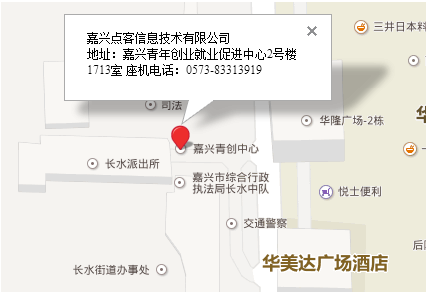 嘉兴点客信息技术有限公司
地址：嘉兴青年创业就业促进中心2号楼
1713室 座机电话：0573-83313919
三井日本料
司法
华隆广场-2栋
嘉兴青创中心
长水派出所
嘉兴市综合行政
执法局长水中队
悦士便利
交通警察
华美达广场酒店
长水街道办事处